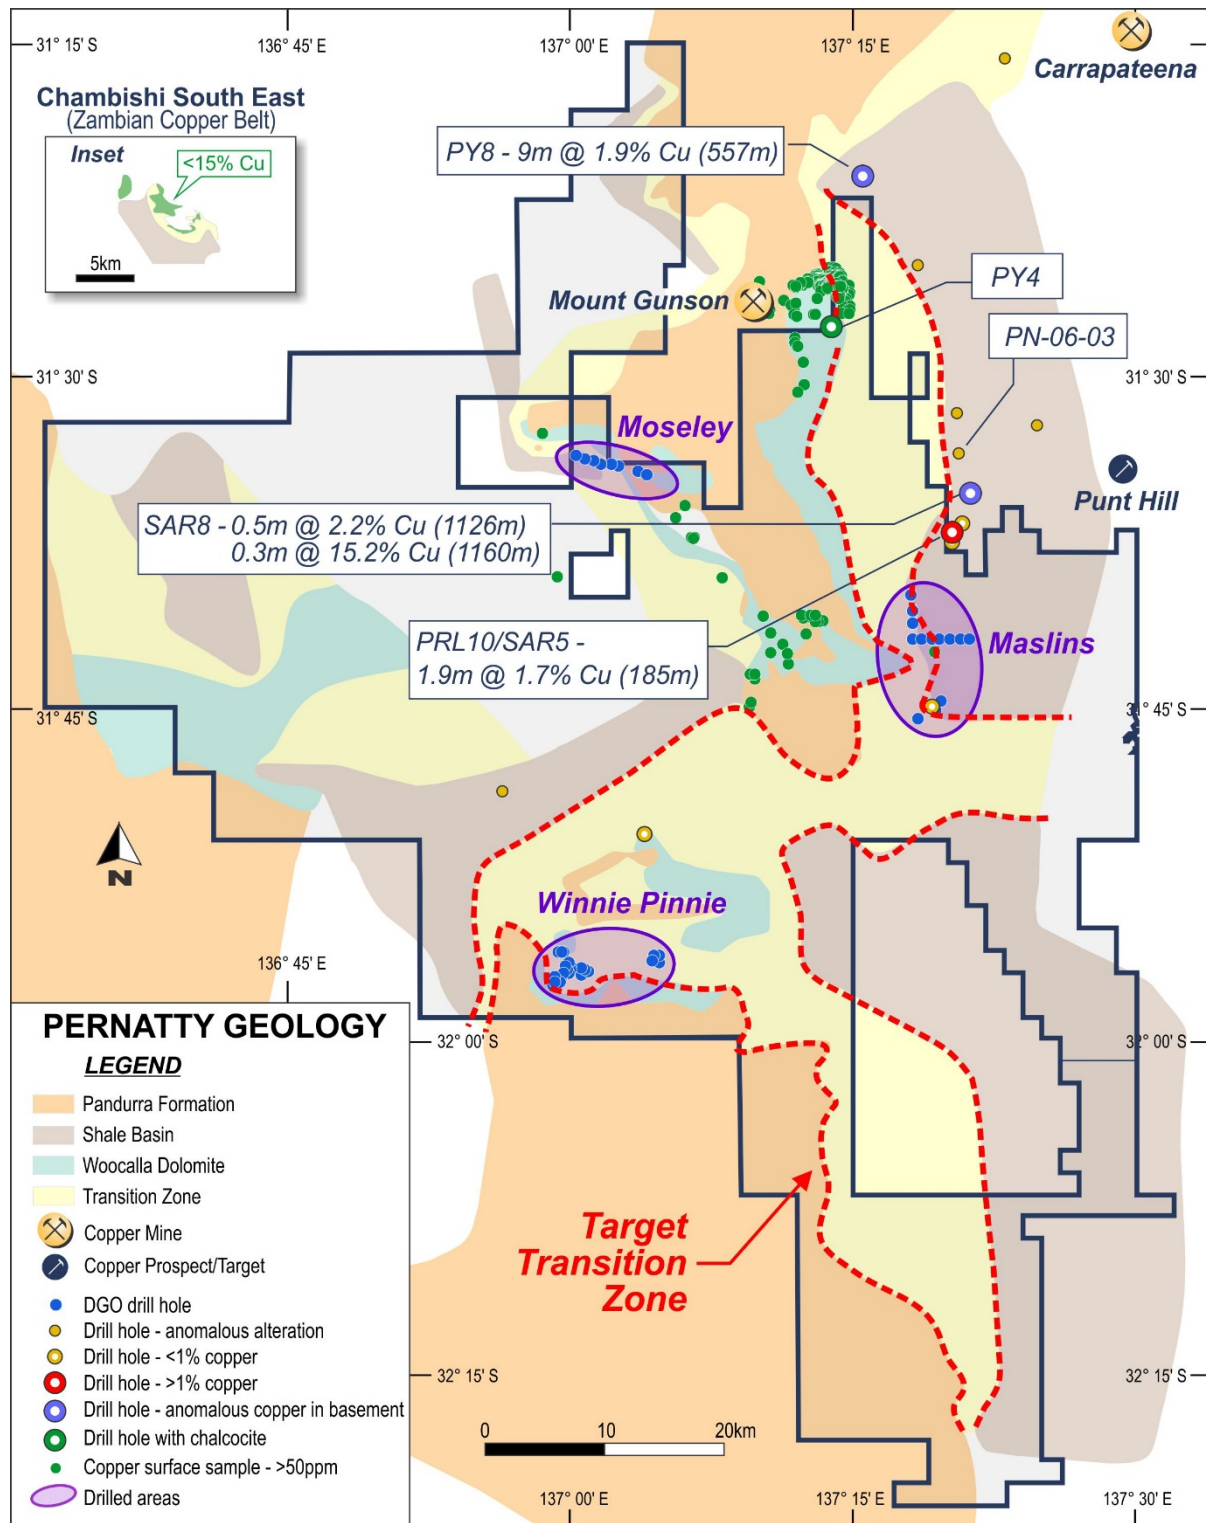 31° 15' S
136° 45' E
137° 00' E
137° 15' E
Carrapateena
Chambishi South East
(Zambian Copper Belt)
Inset
<15% Cu
5km
PY8 - 9m @ 1.9% Cu (557m)
Mount Gunson
PY4
PN-06-03
31° 30' S
31° 30' S
Moseley
Punt Hill
SAR8 - 0.5m @ 2.2% Cu (1126m)
0.3m @ 15.2% Cu (1160m)
PRL10/SAR5 -
1.9m @ 1.7% Cu (185m)
Maslins
31° 45' S
31° 45' S
N
Winnie Pinnie
136° 45' E
32° 00' S
32° 00' S
Target
Transition
Zone
32° 15' S
32° 15' S
0 10 20km
137° 00' E
137° 15' E
137° 30' E
PERNATTY GEOLOGY
LEGEND
Pandurra Formation
Shale Basin
Woocalla Dolomite
Transition Zone
Copper Mine
Copper Prospect/Target
DGO drill hole
Drill hole - anomalous alteration
Drill hole - <1% copper
Drill hole - >1% copper
Drill hole - anomalous copper in basement
Drill hole with chalcocite
Copper surface sample - >50ppm
Drilled areas